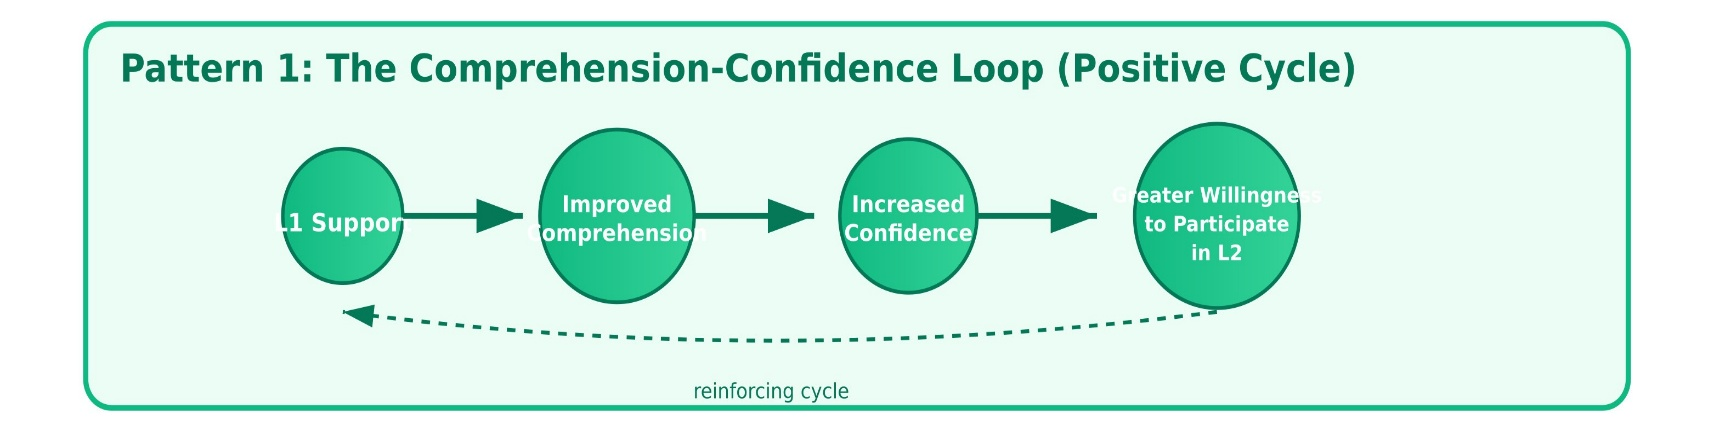 Pattern 1: The Comprehension-Confidence Loop (Positive Cycle)
L1 Support
Improved
Comprehension
Increased
Confidence
Greater Willingness
to Participate
in L2
reinforcing cycle